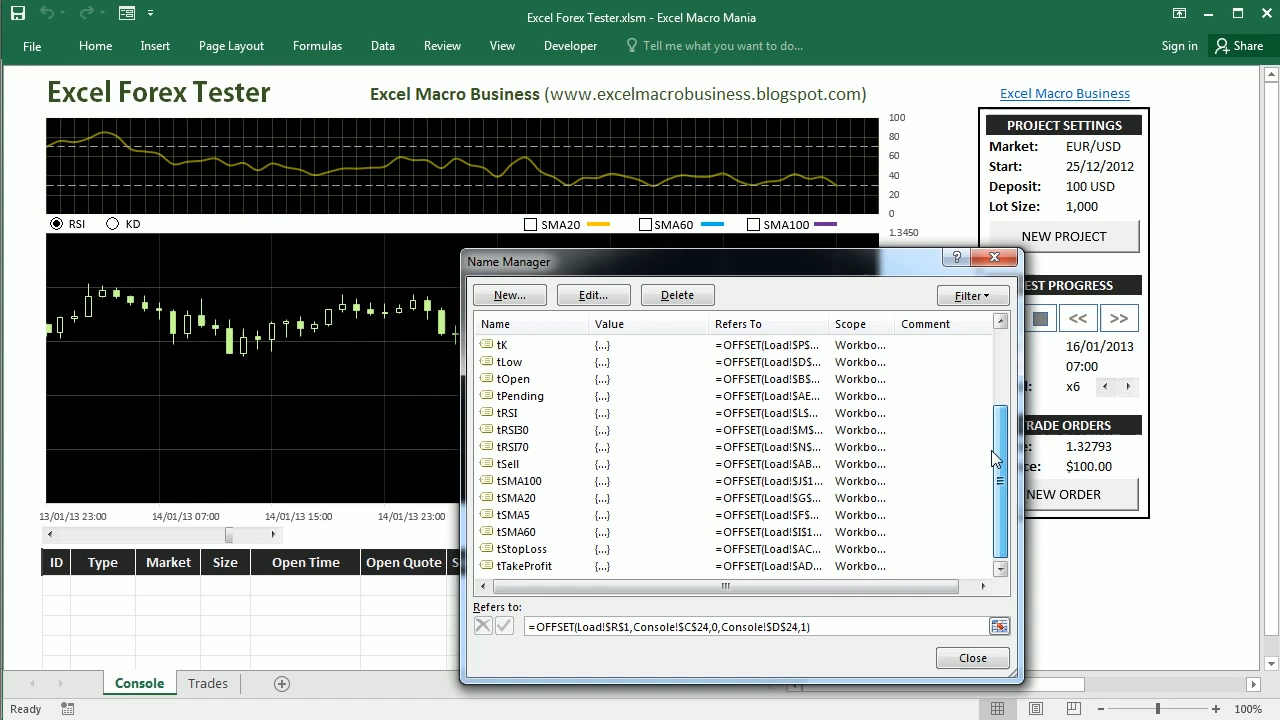 Excel Forex Tester.xlsm - Excel Macro Mania
File Home Insert Page Layout Formulas Data Review View Developer Tell me what you want to do... Sign in Share
Excel Forex Tester
Excel Macro Business (www.excelmacrobusiness.blogspot.com)
Excel Macro Business
100
80
60
40
20
0
RSI KD SMA20 SMA60 SMA100
1.3450
PROJECT SETTINGS
Market: EUR/USD
Start: 25/12/2012
Deposit: 100 USD
Lot Size: 1,000
NEW PROJECT
EST PROGRESS
<< >>
16/01/2013
07:00
d: x6
TRADE ORDERS
e: 1.32793
ce: $100.00
NEW ORDER
Name Manager
?
New... Edit... Delete Filter
Name Value Refers To Scope Comment
tK {...} =OFFSET(Load!$P$... Workbo...
tLow {...} =OFFSET(Load!$D$... Workbo...
tOpen {...} =OFFSET(Load!$B$... Workbo...
tPending {...} =OFFSET(Load!$AE... Workbo...
tRSI {...} =OFFSET(Load!$L$... Workbo...
tRSI30 {...} =OFFSET(Load!$M$... Workbo...
tRSI70 {...} =OFFSET(Load!$N$... Workbo...
tSell {...} =OFFSET(Load!$AB... Workbo...
tSMA100 {...} =OFFSET(Load!$J$1... Workbo...
tSMA20 {...} =OFFSET(Load!$G$... Workbo...
tSMA5 {...} =OFFSET(Load!$F$... Workbo...
tSMA60 {...} =OFFSET(Load!$I$1... Workbo...
tStopLoss {...} =OFFSET(Load!$AC... Workbo...
tTakeProfit {...} =OFFSET(Load!$AD... Workbo...
Refers to:
=OFFSET(Load!$R$1,Console!$C$24,0,Console!$D$24,1)
Close
13/01/13 23:00 14/01/13 07:00 14/01/13 15:00 14/01/13 23:00
ID Type Market Size Open Time Open Quote S
Console Trades
Ready 100%